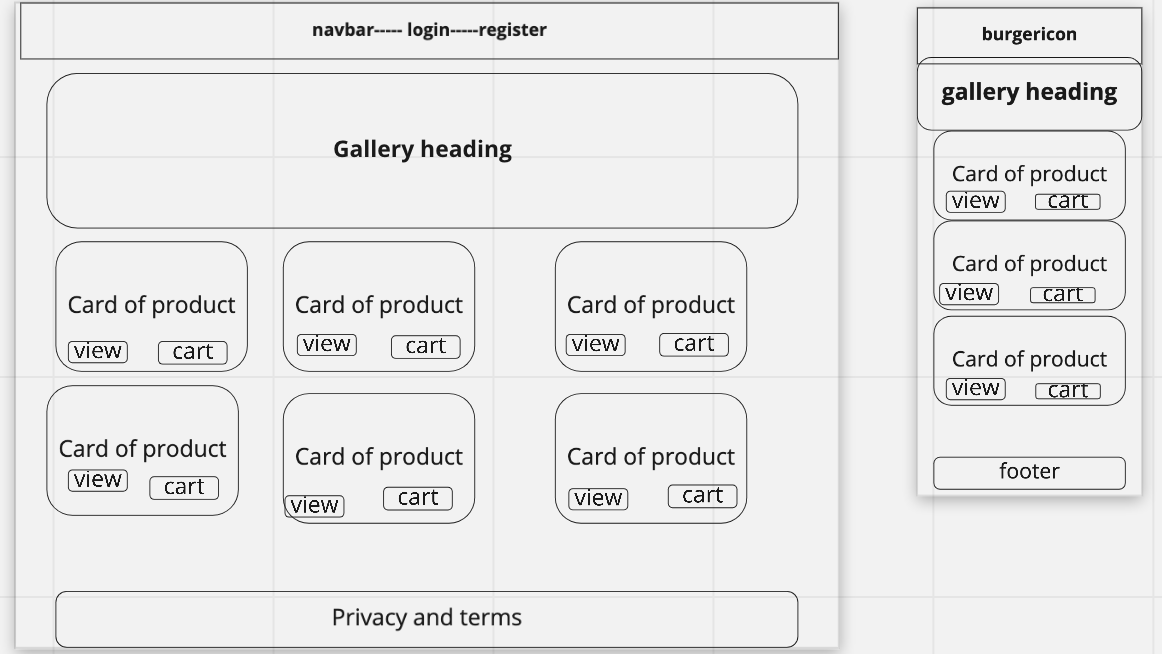 navbar----- login-----register
Gallery heading
Card of product
view
cart
Card of product
view
cart
Card of product
view
cart
Card of product
view
cart
Card of product
view
cart
Card of product
view
cart
Privacy and terms
burgericon
gallery heading
Card of product
view
cart
Card of product
view
cart
Card of product
view
cart
footer